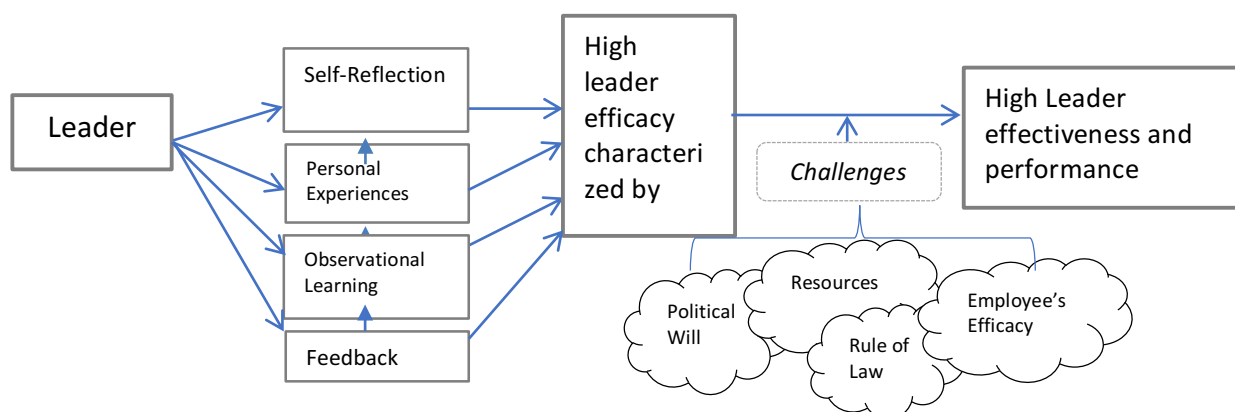 Leader
Self-Reflection
Personal
Experiences
Observational
Learning
Feedback
High
leader
efficacy
characteri
zed by
Challenges
High Leader
effectiveness and
performance
Political
Will
Resources
Rule of
Law
Employee’s
Efficacy